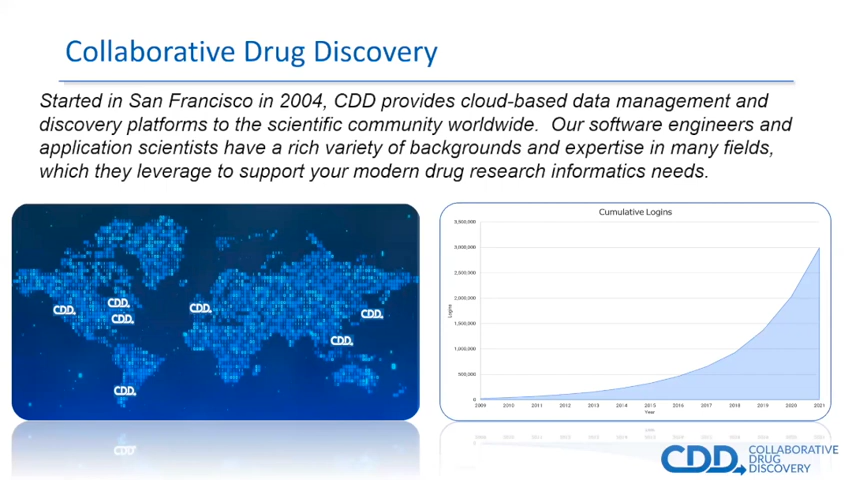 Collaborative Drug Discovery
Started in San Francisco in 2004, CDD provides cloud-based data management and
discovery platforms to the scientific community worldwide.  Our software engineers and
application scientists have a rich variety of backgrounds and expertise in many fields,
which they leverage to support your modern drug research informatics needs.
CDD.
CDD.
CDD.
CDD.
CDD.
CDD.
CDD.
Cumulative Logins
3,500,000
3,000,000
2,500,000
2,000,000
1,500,000
1,000,000
500,000
0
Logins
2009 2010 2011 2012 2013 2014 2015 2016 2017 2018 2019 2020 2021
Year
CDD
COLLABORATIVE
DRUG
DISCOVERY